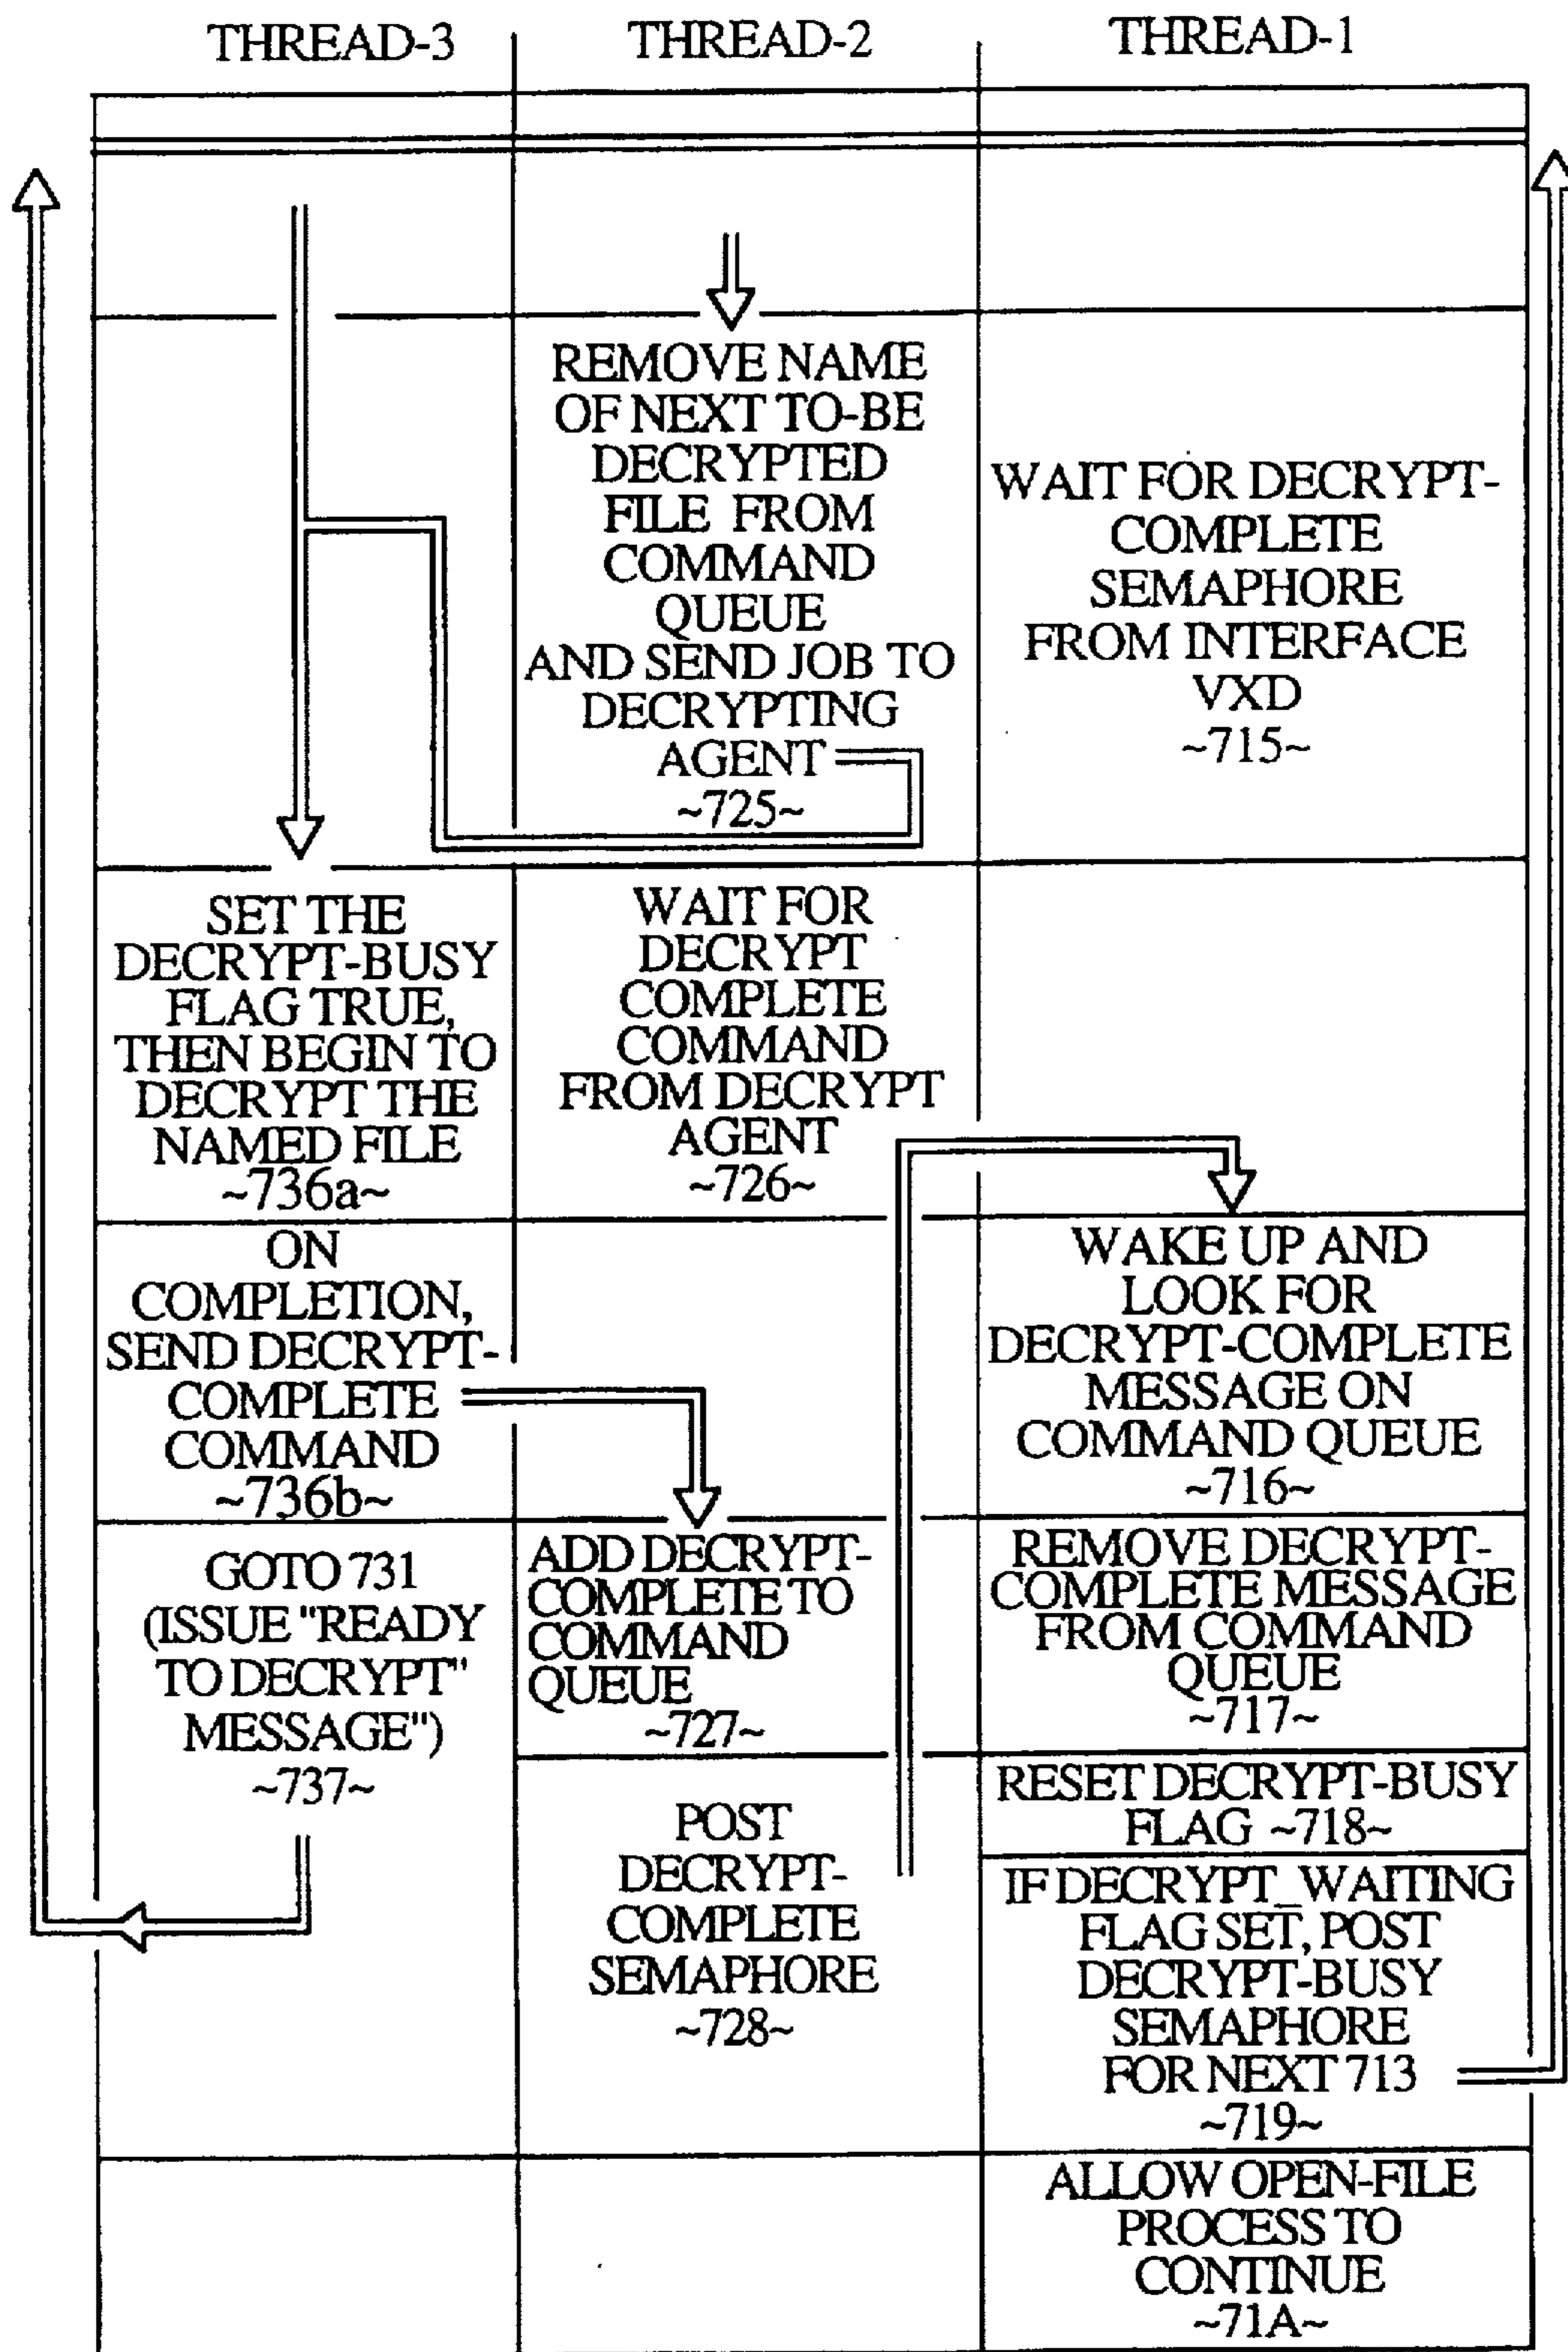 THREAD-3
THREAD-2
THREAD-1
REMOVE NAME
OF NEXT TO-BE
DECRYPTED
FILE FROM
COMMAND
QUEUE
AND SEND JOB TO
DECRYPTING
AGENT
~725~
WAIT FOR DECRYPT-
COMPLETE
SEMAPHORE
FROM INTERFACE
VXD
~715~
SET THE
DECRYPT-BUSY
FLAG TRUE,
THEN BEGIN TO
DECRYPT THE
NAMED FILE
~736a~
WAIT FOR
DECRYPT
COMPLETE
COMMAND
FROM DECRYPT
AGENT
~726~
ON
COMPLETION,
SEND DECRYPT-
COMPLETE
COMMAND
~736b~
WAKE UP AND
LOOK FOR
DECRYPT-COMPLETE
MESSAGE ON
COMMAND QUEUE
~716~
GOTO 731
(ISSUE "READY
TO DECRYPT"
MESSAGE")
~737~
ADD DECRYPT-
COMPLETE TO
COMMAND
QUEUE
~727~
REMOVE DECRYPT-
COMPLETE MESSAGE
FROM COMMAND
QUEUE
~717~
POST
DECRYPT-
COMPLETE
SEMAPHORE
~728~
RESET DECRYPT-BUSY
FLAG ~718~
IF DECRYPT_WAITING
FLAG SET, POST
DECRYPT-BUSY
SEMAPHORE
FOR NEXT 713
~719~
ALLOW OPEN-FILE
PROCESS TO
CONTINUE
~71A~